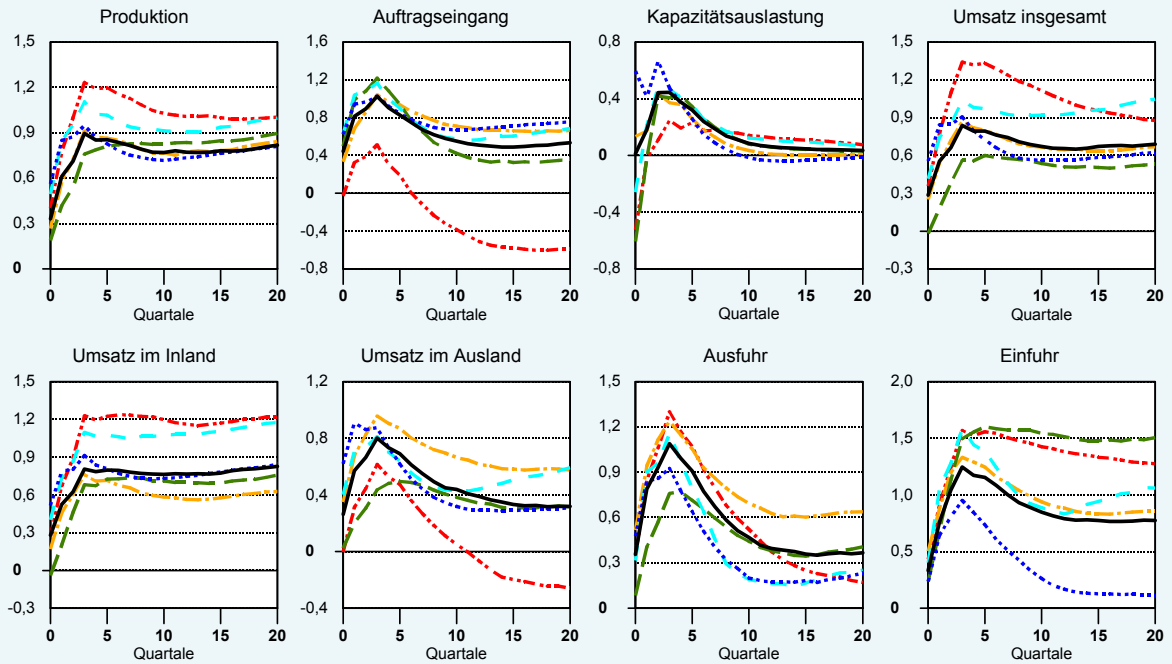 Produktion
1,5
1,2
0,9
0,6
0,3
0
0 5 10 15 20
Quartale
Auftragseingang
1,6
1,2
0,8
0,4
0
-0,4
-0,8
0 5 10 15 20
Quartale
Kapazitätsauslastung
0,8
0,4
0
-0,4
-0,8
0 5 10 15 20
Quartale
Umsatz insgesamt
1,5
1,2
0,9
0,6
0,3
0
-0,3
0 5 10 15 20
Quartale
Umsatz im Inland
1,5
1,2
0,9
0,6
0,3
0
-0,3
0 5 10 15 20
Quartale
Umsatz im Ausland
1,2
0,8
0,4
0
-0,4
0 5 10 15 20
Quartale
Ausfuhr
1,5
1,2
0,9
0,6
0,3
0
0 5 10 15 20
Quartale
Einfuhr
2,0
1,5
1,0
0,5
0
0 5 10 15 20
Quartale